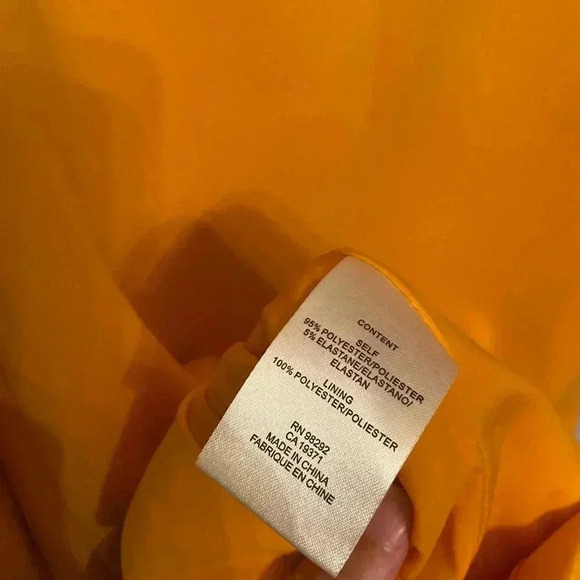 CONTENT
SELF
95% POLYESTER/POLIESTER
5% ELASTANE/ELASTANO/
ELASTAN
LINING
100% POLYESTER/POLIESTER
RN 98292
CA 19371
MADE IN CHINA
FABRIQUE EN CHINE